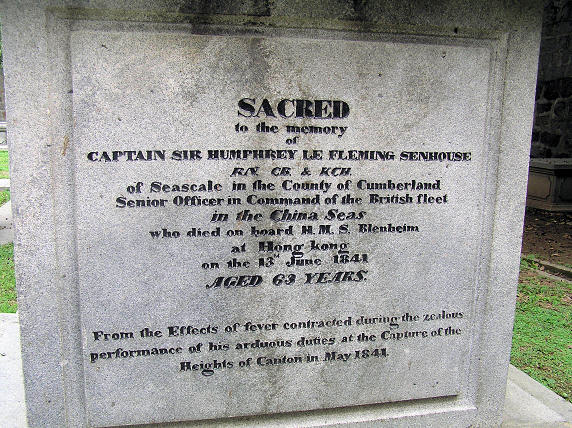 SACRED
to the memory
of
CAPTAIN SIR HUMPHREY LE FLEMING SENHOUSE
R.N. CB. & KCH.
of Seascale in the County of Cumberland
Senior Officer in Command of the British fleet
in the China Seas
who died on board H.M.S. Blenheim
at Hong kong
on the 13th June 1841
AGED 63 YEARS.
From the Effects of fever contracted during the zealous
performance of his arduous duties at the Capture of the
Heights of Canton in May 1841.